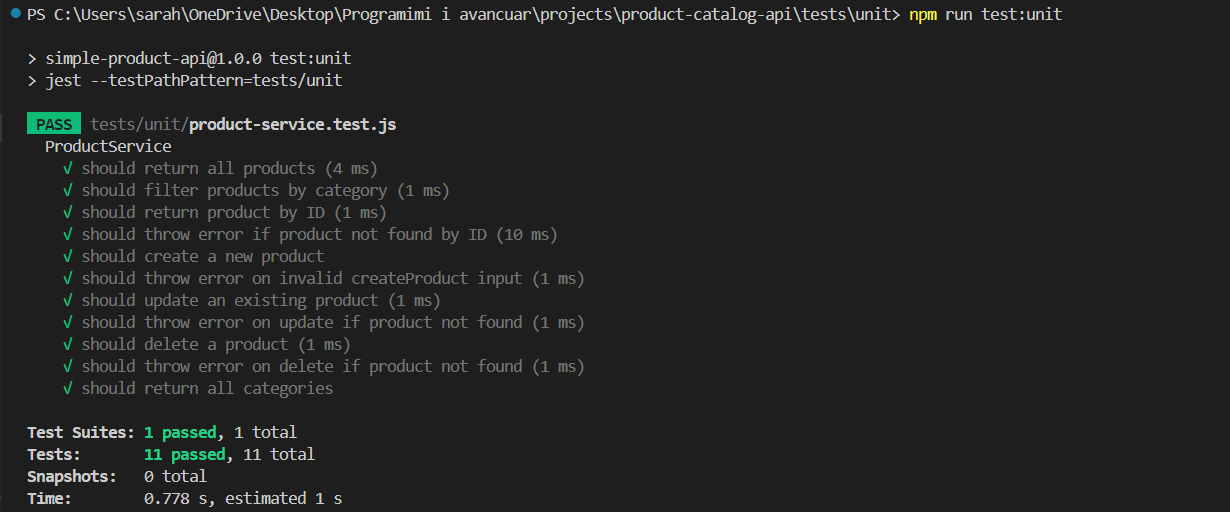 PS C:\Users\sarah\OneDrive\Desktop\Programimi i avancuar\projects\product-catalog-api\tests\unit> npm run test:unit
> simple-product-api@1.0.0 test:unit
> jest --testPathPattern=tests/unit
PASS tests/unit/product-service.test.js
ProductService
√ should return all products (4 ms)
√ should filter products by category (1 ms)
√ should return product by ID (1 ms)
√ should throw error if product not found by ID (10 ms)
√ should create a new product
√ should throw error on invalid createProduct input (1 ms)
√ should update an existing product (1 ms)
√ should throw error on update if product not found (1 ms)
√ should delete a product (1 ms)
√ should throw error on delete if product not found (1 ms)
√ should return all categories
Test Suites: 1 passed, 1 total
Tests: 11 passed, 11 total
Snapshots: 0 total
Time: 0.778 s, estimated 1 s